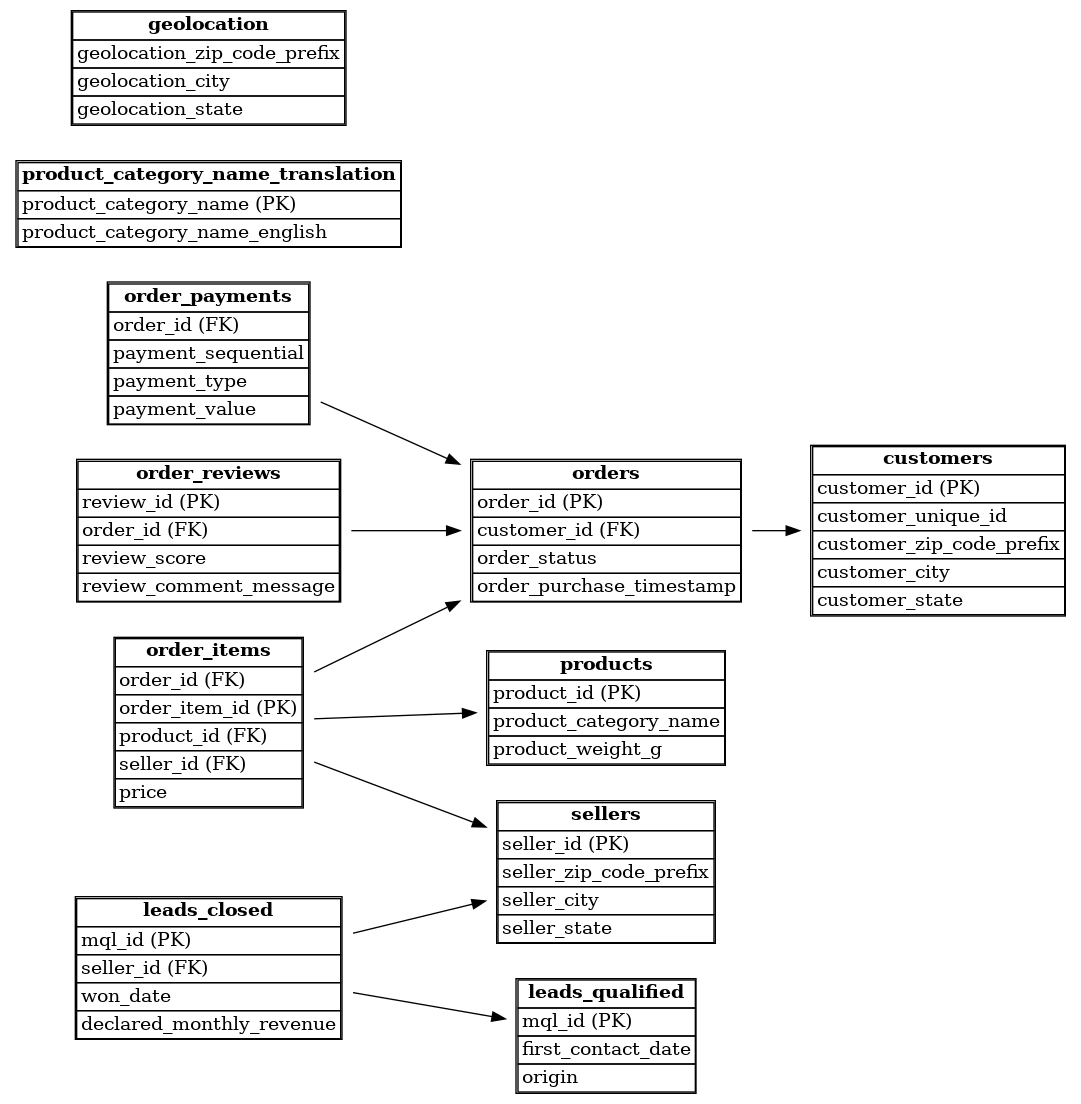 geolocation
geolocation_zip_code_prefix
geolocation_city
geolocation_state
product_category_name_translation
product_category_name (PK)
product_category_name_english
order_payments
order_id (FK)
payment_sequential
payment_type
payment_value
order_reviews
review_id (PK)
order_id (FK)
review_score
review_comment_message
orders
order_id (PK)
customer_id (FK)
order_status
order_purchase_timestamp
customers
customer_id (PK)
customer_unique_id
customer_zip_code_prefix
customer_city
customer_state
order_items
order_id (FK)
order_item_id (PK)
product_id (FK)
seller_id (FK)
price
products
product_id (PK)
product_category_name
product_weight_g
sellers
seller_id (PK)
seller_zip_code_prefix
seller_city
seller_state
leads_closed
mql_id (PK)
seller_id (FK)
won_date
declared_monthly_revenue
leads_qualified
mql_id (PK)
first_contact_date
origin